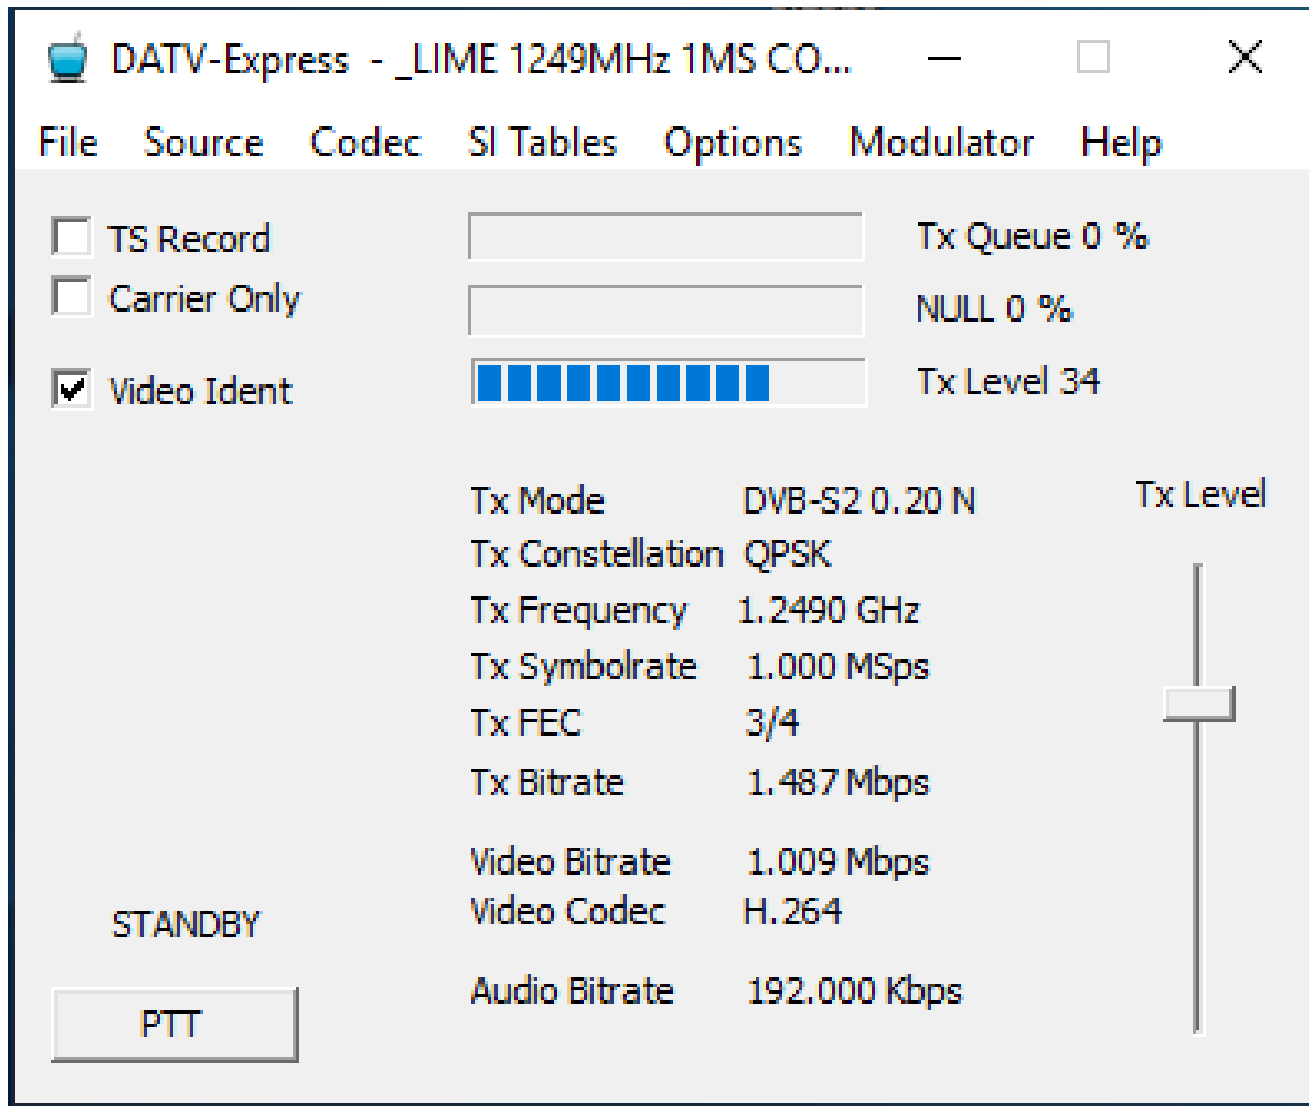 DATV-Express - _LIME 1249MHz 1MS CO...
File Source Codec SI Tables Options Modulator Help
TS Record
Tx Queue 0 %
Carrier Only
NULL 0 %
Video Ident
Tx Level 34
Tx Mode DVB-S2 0.20 N
Tx Level
Tx Constellation QPSK
Tx Frequency 1.2490 GHz
Tx Symbolrate 1.000 MSps
Tx FEC 3/4
Tx Bitrate 1.487 Mbps
Video Bitrate 1.009 Mbps
Video Codec H.264
STANDBY
Audio Bitrate 192.000 Kbps
PTT